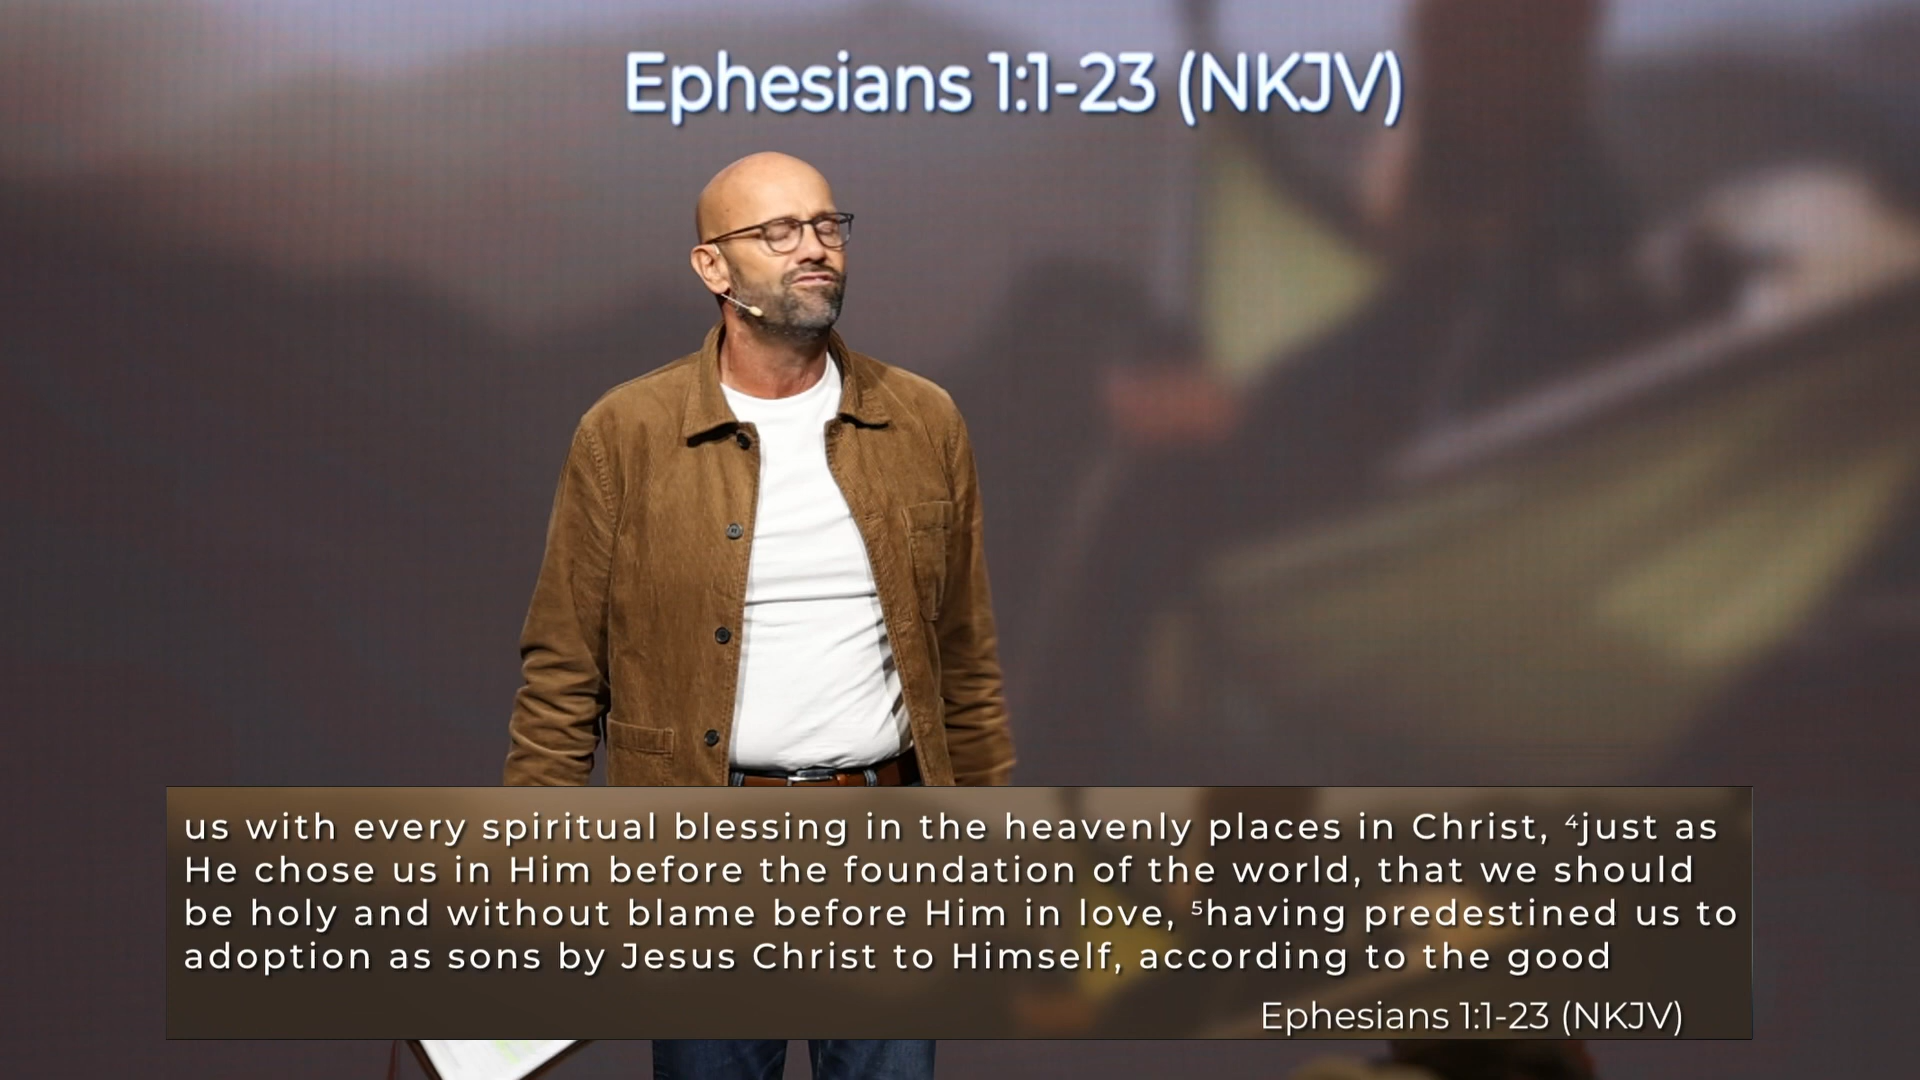 Ephesians 1:1-23 (NKJV)
us with every spiritual blessing in the heavenly places in Christ, ⁴just as
He chose us in Him before the foundation of the world, that we should
be holy and without blame before Him in love, ⁵having predestined us to
adoption as sons by Jesus Christ to Himself, according to the good
Ephesians 1:1-23 (NKJV)